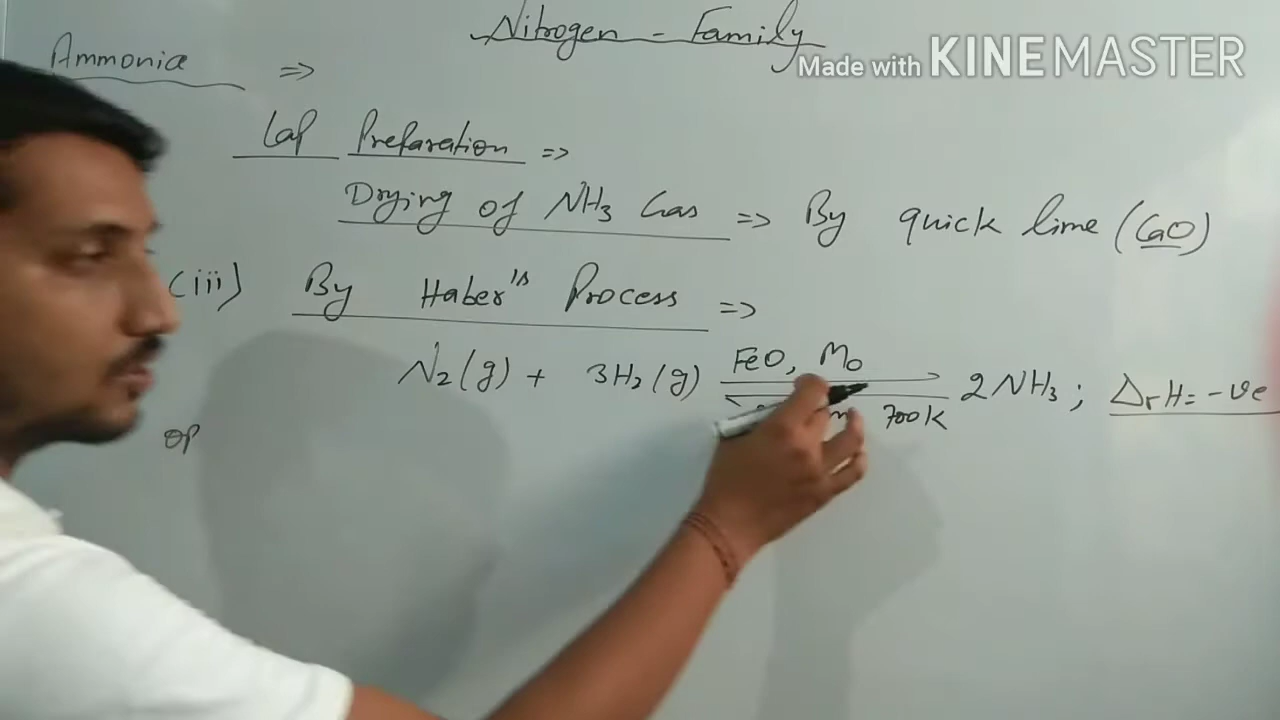 Nitrogen - Family
Made with KINEMASTER
Ammonia ⇒
Lab Preparation ⇒
Drying of NH₃ Gas ⇒ By quick lime (CaO)
(iii) By Haber's Process ⇒
N₂(g) + 3H₂(g) FeO, Mo 700K 2NH₃ ; ΔrH = -ve
op